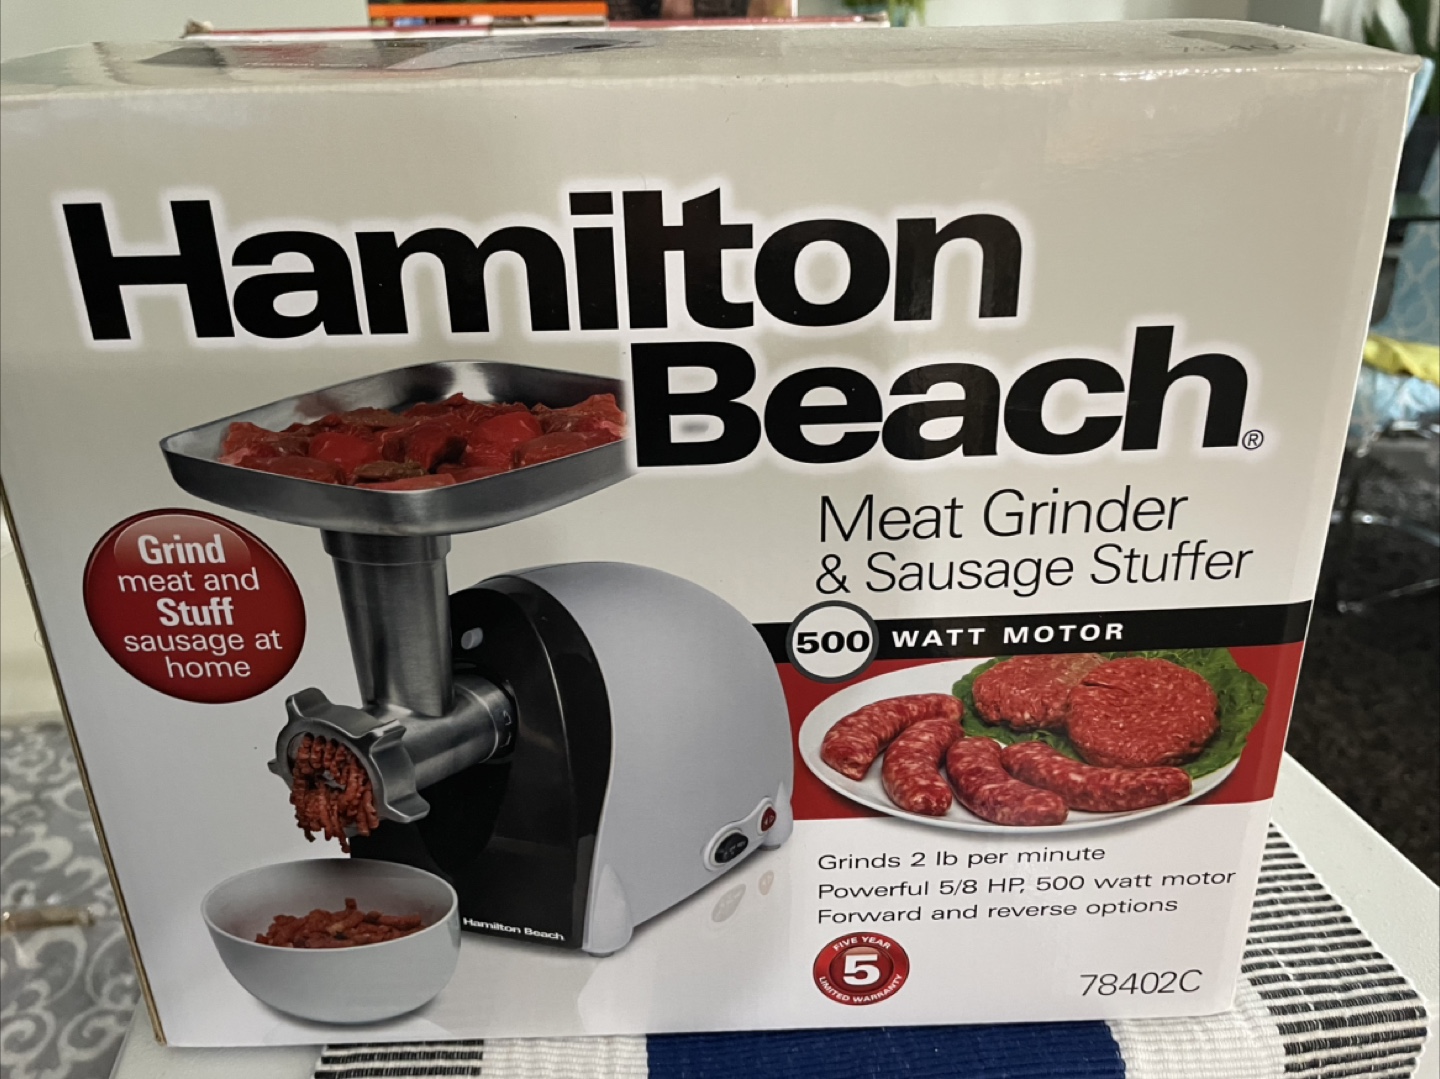 Hamilton
Beach®
Meat Grinder
& Sausage Stuffer
500 WATT MOTOR
Grind
meat and
Stuff
sausage at
home
Hamilton Beach
Grinds 2 lb per minute
Powerful 5/8 HP, 500 watt motor
Forward and reverse options
FIVE YEAR
5
LIMITED WARRANTY
78402C